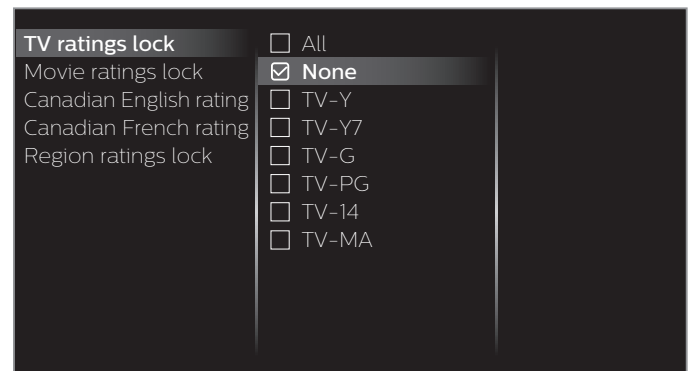 TV ratings lock
Movie ratings lock
Canadian English rating
Canadian French rating
Region ratings lock
All
None
TV-Y
TV-Y7
TV-G
TV-PG
TV-14
TV-MA